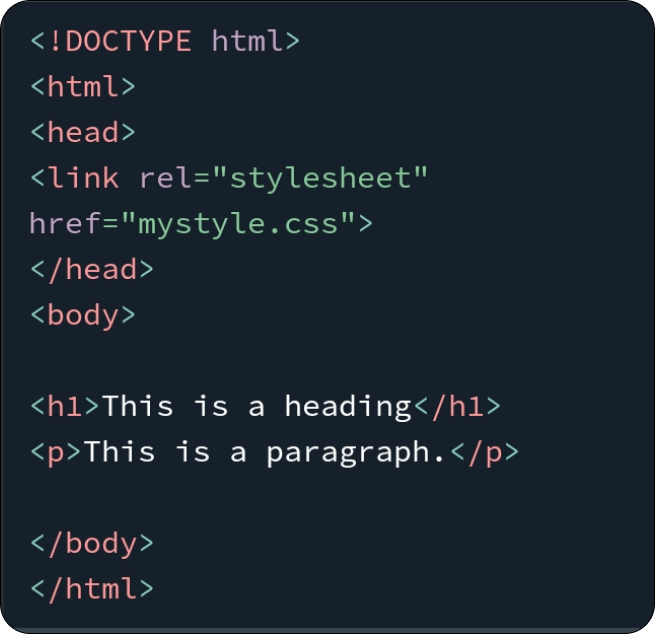 <!DOCTYPE html>
<html>
<head>
<link rel="stylesheet"
href="mystyle.css">
</head>
<body>
<h1>This is a heading</h1>
<p>This is a paragraph.</p>
</body>
</html>